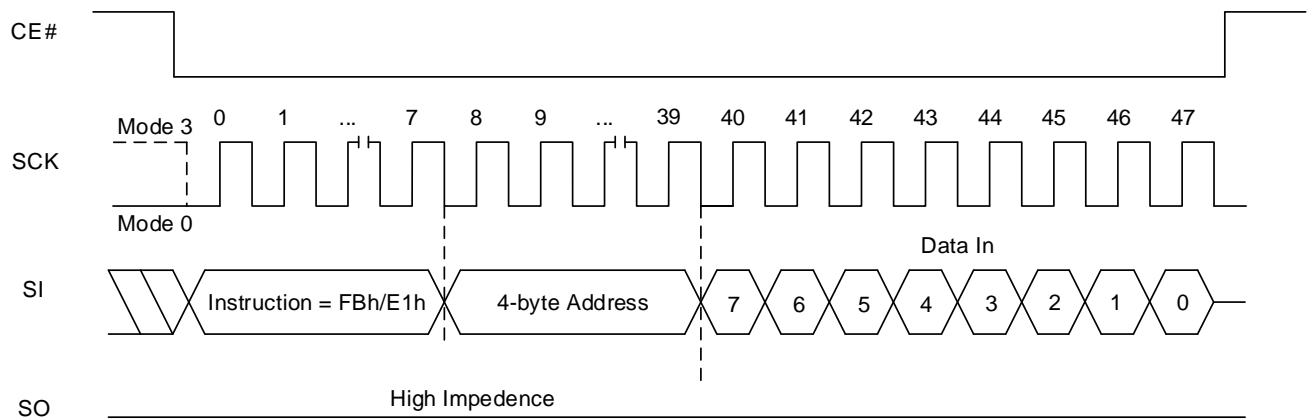 CE#
Mode 3
0 1 ... 7 8 9 ... 39 40 41 42 43 44 45 46 47
SCK
Mode 0
Data In
SI
Instruction = FBh/E1h
4-byte Address
7 6 5 4 3 2 1 0
High Impedence
SO